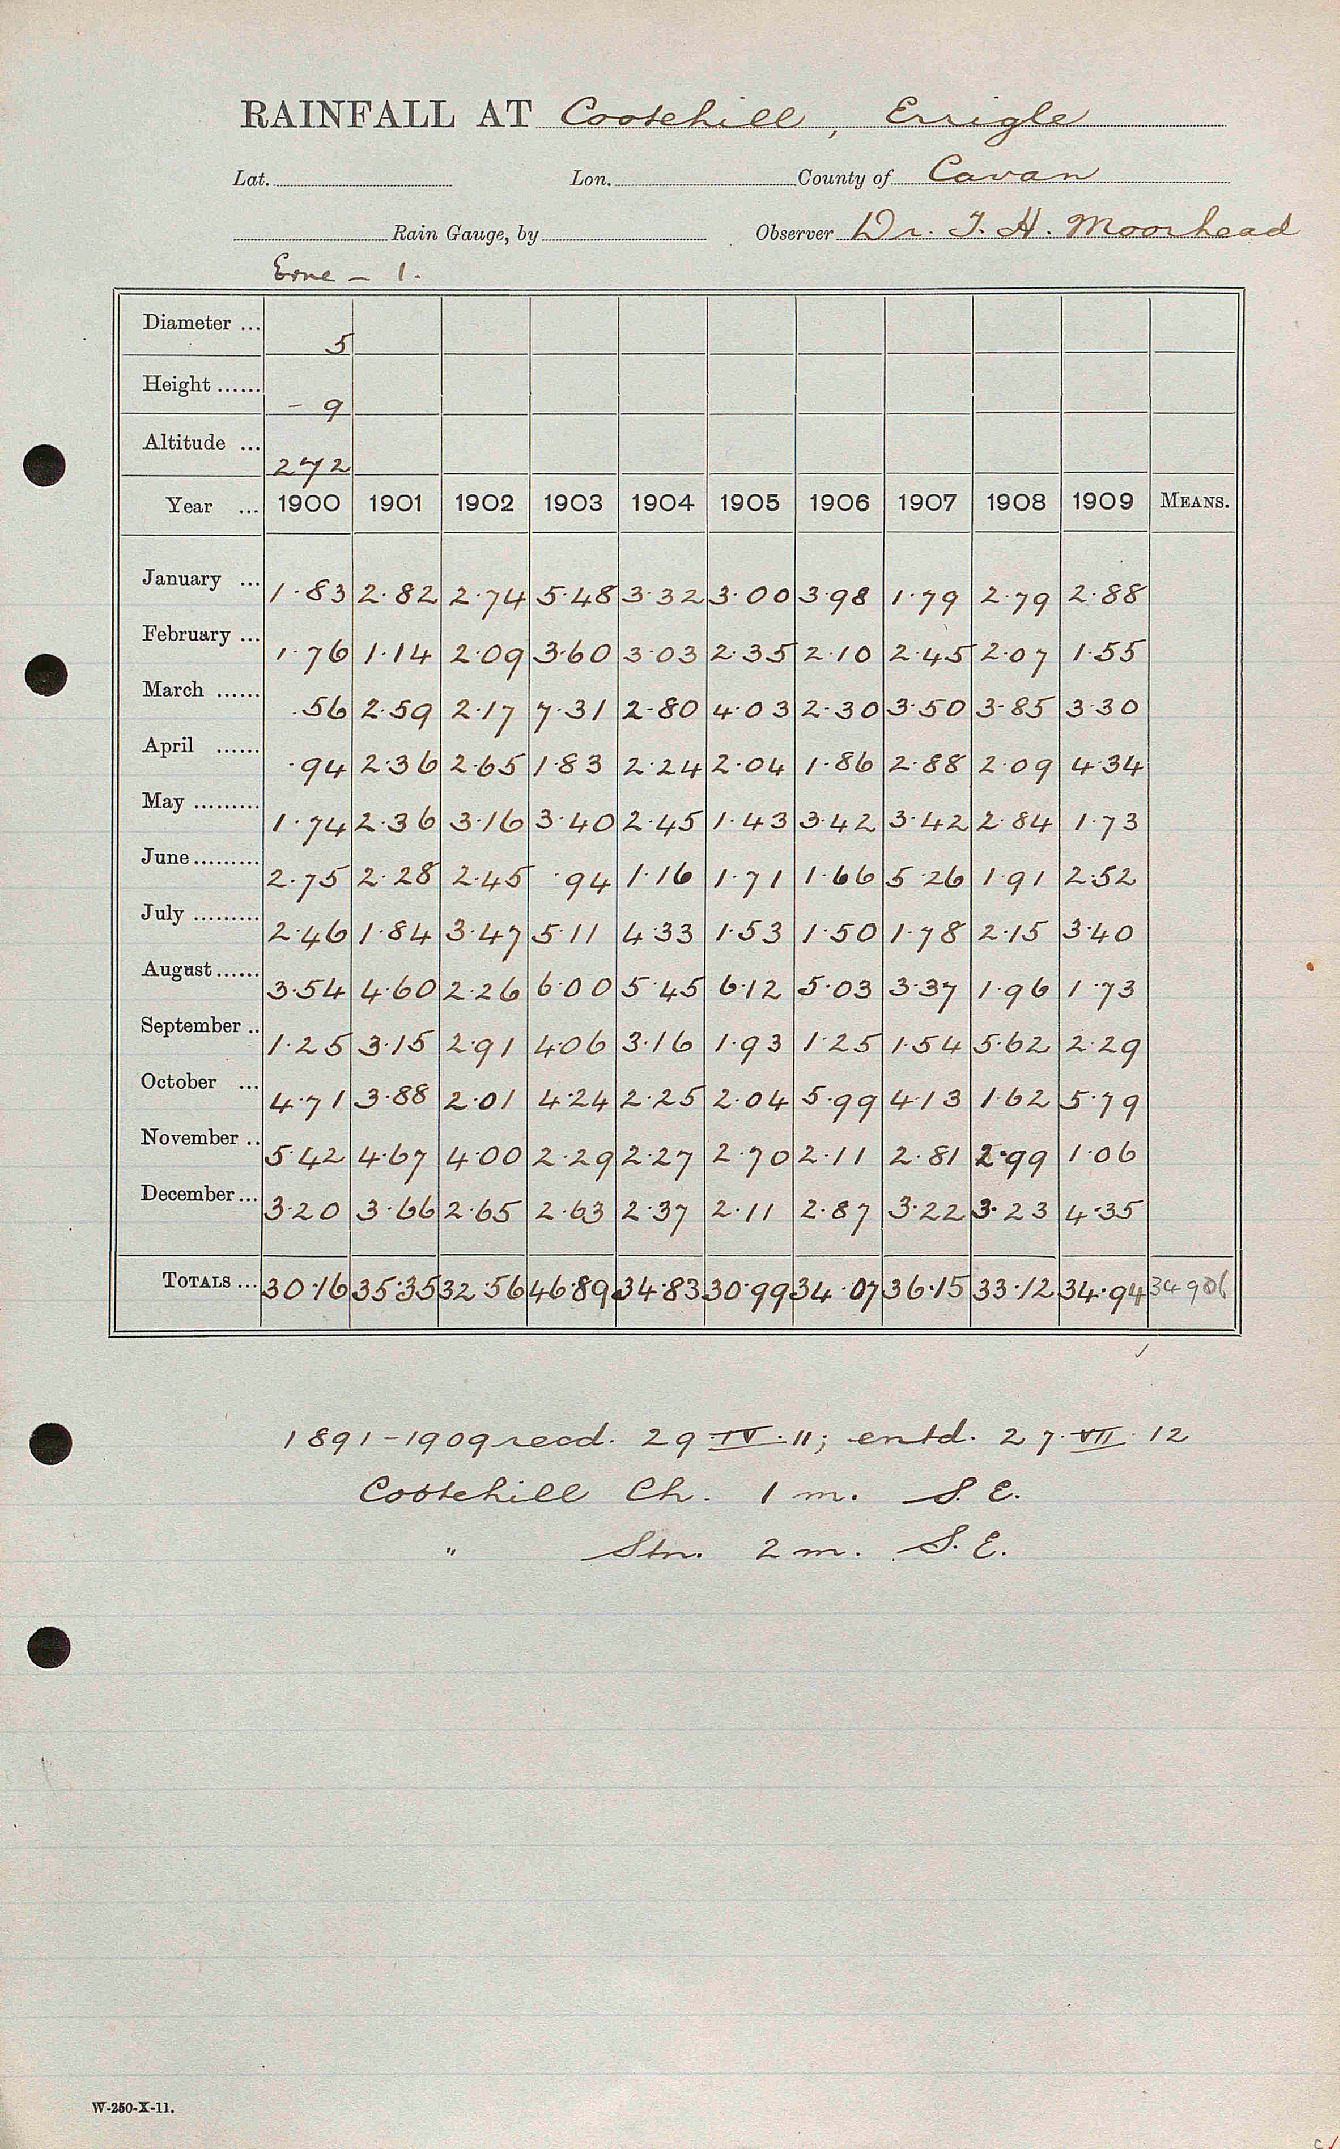 RAINFALL AT Cootehill, Errigle
Lat. Lon. County of Cavan
Rain Gauge, by Observer Dr. T. H. Moorhead
Erne - 1.
Diameter ... 5
Height ...... - 9
Altitude ... 272
Year ... 1900 1901 1902 1903 1904 1905 1906 1907 1908 1909 MEANS.
January ... 1.83 2.82 2.74 5.48 3.32 3.00 3.98 1.79 2.79 2.88
February ... 1.76 1.14 2.09 3.60 3.03 2.35 2.10 2.45 2.07 1.55
March ...... .56 2.59 2.17 7.31 2.80 4.03 2.30 3.50 3.85 3.30
April ...... .94 2.36 2.65 1.83 2.24 2.04 1.86 2.88 2.09 4.34
May ......... 1.74 2.36 3.16 3.40 2.45 1.43 3.42 3.42 2.84 1.73
June ......... 2.75 2.28 2.45 .94 1.16 1.71 1.66 5.26 1.91 2.52
July ......... 2.46 1.84 3.47 5.11 4.33 1.53 1.50 1.78 2.15 3.40
August ...... 3.54 4.60 2.26 6.00 5.45 6.12 5.03 3.37 1.96 1.73
September .. 1.25 3.15 2.91 4.06 3.16 1.93 1.25 1.54 5.62 2.29
October ... 4.71 3.88 2.01 4.24 2.25 2.04 5.99 4.13 1.62 5.79
November .. 5.42 4.67 4.00 2.29 2.27 2.70 2.11 2.81 2.99 1.06
December ... 3.20 3.66 2.65 2.63 2.37 2.11 2.87 3.22 3.23 4.35
TOTALS ... 30.16 35.35 32.56 46.89 34.83 30.99 34.07 36.15 33.12 34.94 34906
1891-1909 recd. 29 IV. 11; entd. 27. VII. 12
Cootehill Ch. 1 m. S.E.
" Stn. 2 m. S.E.
W-250-X-11.